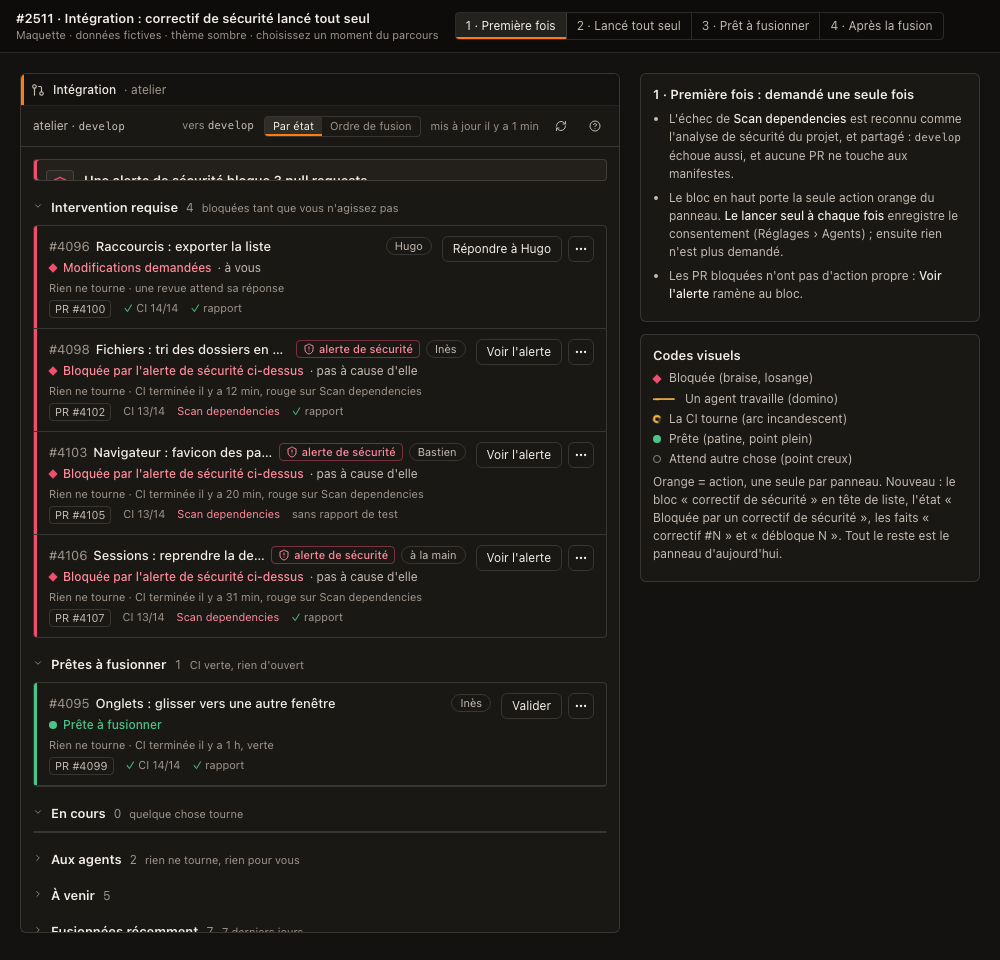 #2511 · Intégration : correctif de sécurité lancé tout seul
Maquette · données fictives · thème sombre · choisissez un moment du parcours
1 · Première fois
2 · Lancé tout seul
3 · Prêt à fusionner
4 · Après la fusion
Intégration · atelier
atelier · develop
vers develop
Par état
Ordre de fusion
mis à jour il y a 1 min
Une alerte de sécurité bloque 3 pull requests
Intervention requise 4 bloquées tant que vous n'agissez pas
#4096 Raccourcis : exporter la liste
Hugo
Répondre à Hugo
Modifications demandées · à vous
Rien ne tourne · une revue attend sa réponse
PR #4100
✓ CI 14/14
✓ rapport
#4098 Fichiers : tri des dossiers en ...
alerte de sécurité
Inès
Voir l'alerte
Bloquée par l'alerte de sécurité ci-dessus · pas à cause d'elle
Rien ne tourne · CI terminée il y a 12 min, rouge sur Scan dependencies
PR #4102
CI 13/14
Scan dependencies
✓ rapport
#4103 Navigateur : favicon des pa...
alerte de sécurité
Bastien
Voir l'alerte
Bloquée par l'alerte de sécurité ci-dessus · pas à cause d'elle
Rien ne tourne · CI terminée il y a 20 min, rouge sur Scan dependencies
PR #4105
CI 13/14
Scan dependencies
sans rapport de test
#4106 Sessions : reprendre la de...
alerte de sécurité
à la main
Voir l'alerte
Bloquée par l'alerte de sécurité ci-dessus · pas à cause d'elle
Rien ne tourne · CI terminée il y a 31 min, rouge sur Scan dependencies
PR #4107
CI 13/14
Scan dependencies
✓ rapport
Prêtes à fusionner 1 CI verte, rien d'ouvert
#4095 Onglets : glisser vers une autre fenêtre
Inès
Valider
Prête à fusionner
Rien ne tourne · CI terminée il y a 1 h, verte
PR #4099
✓ CI 14/14
✓ rapport
En cours 0 quelque chose tourne
Aux agents 2 rien ne tourne, rien pour vous
À venir 5
Fusionnées récemment 7 7 derniers jours
1 · Première fois : demandé une seule fois
• L'échec de Scan dependencies est reconnu comme
l'analyse de sécurité du projet, et partagé : develop
échoue aussi, et aucune PR ne touche aux
manifestes.
• Le bloc en haut porte la seule action orange du
panneau. Le lancer seul à chaque fois enregistre le
consentement (Réglages › Agents) ; ensuite rien
n'est plus demandé.
• Les PR bloquées n'ont pas d'action propre : Voir
l'alerte ramène au bloc.
Codes visuels
Bloquée (braise, losange)
Un agent travaille (domino)
La CI tourne (arc incandescent)
Prête (patine, point plein)
Attend autre chose (point creux)
Orange = action, une seule par panneau. Nouveau : le
bloc « correctif de sécurité » en tête de liste, l'état «
Bloquée par un correctif de sécurité », les faits «
correctif #N » et « débloque N ». Tout le reste est le
panneau d'aujourd'hui.